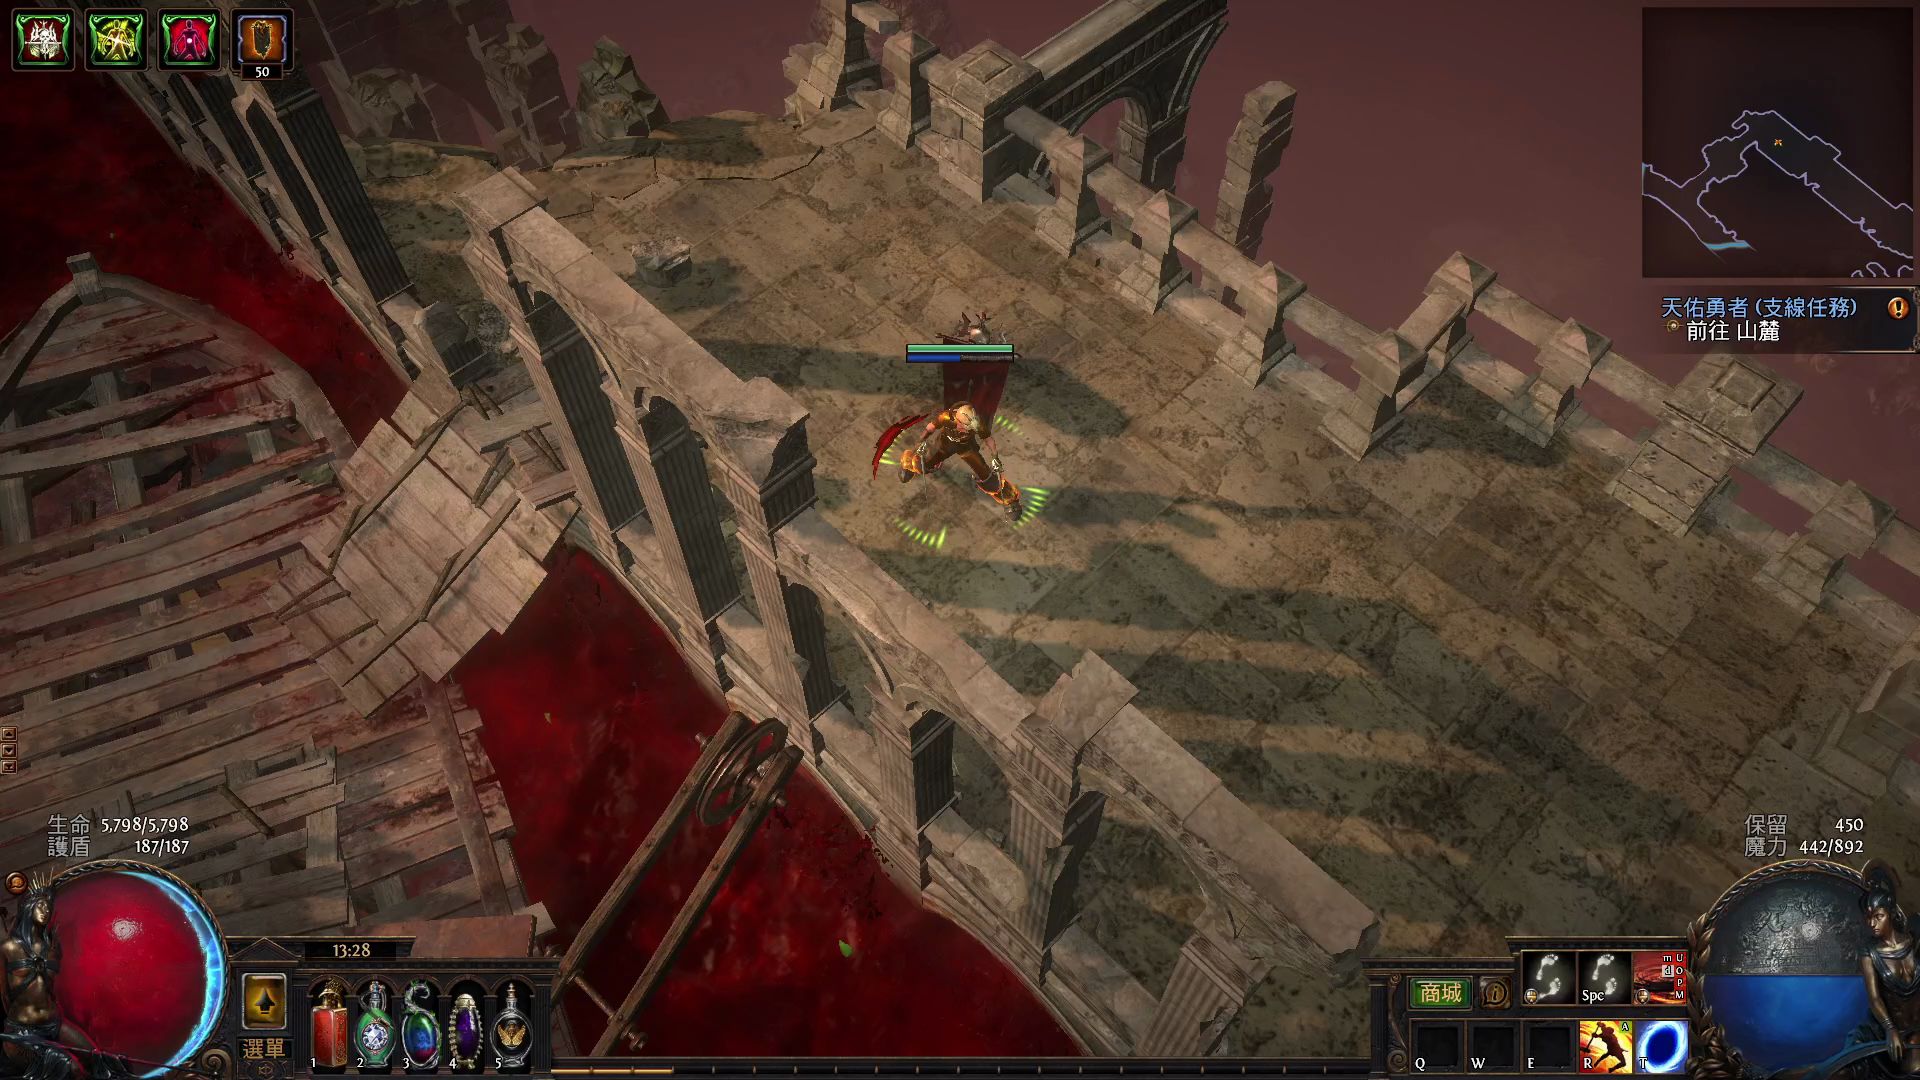 50
天佑勇者 (支線任務)
前往 山麓
生命 5,798/5,798
護盾 187/187
保留 450
魔力 442/892
13:28
選單
1
2
3
4
5
商城
Spc
m U
d O
P
M
Q
W
E
R
A
T